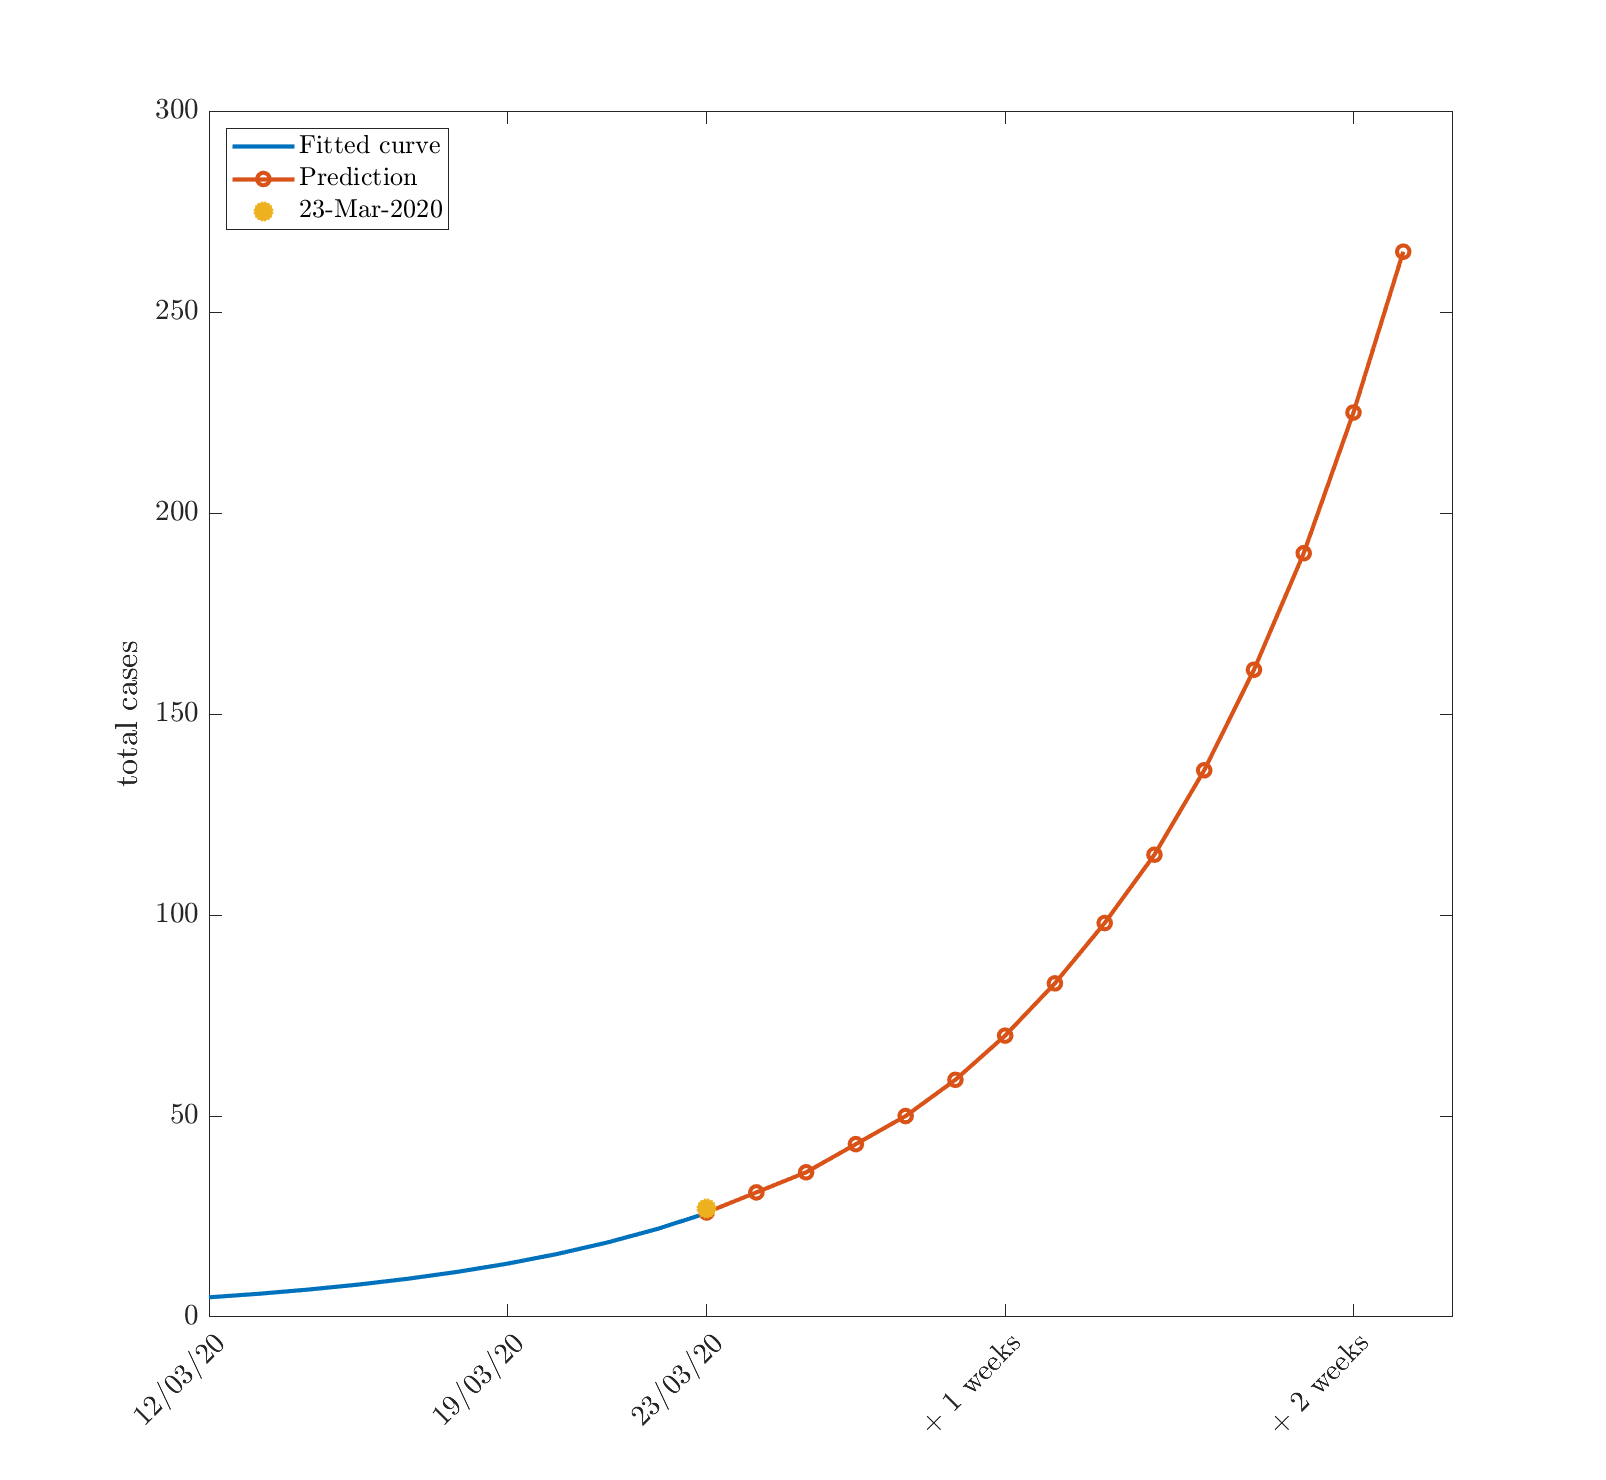 300
250
200
150
100
50
0
total cases
Fitted curve
Prediction
23-Mar-2020
12/03/20
19/03/20
23/03/20
+ 1 weeks
+ 2 weeks